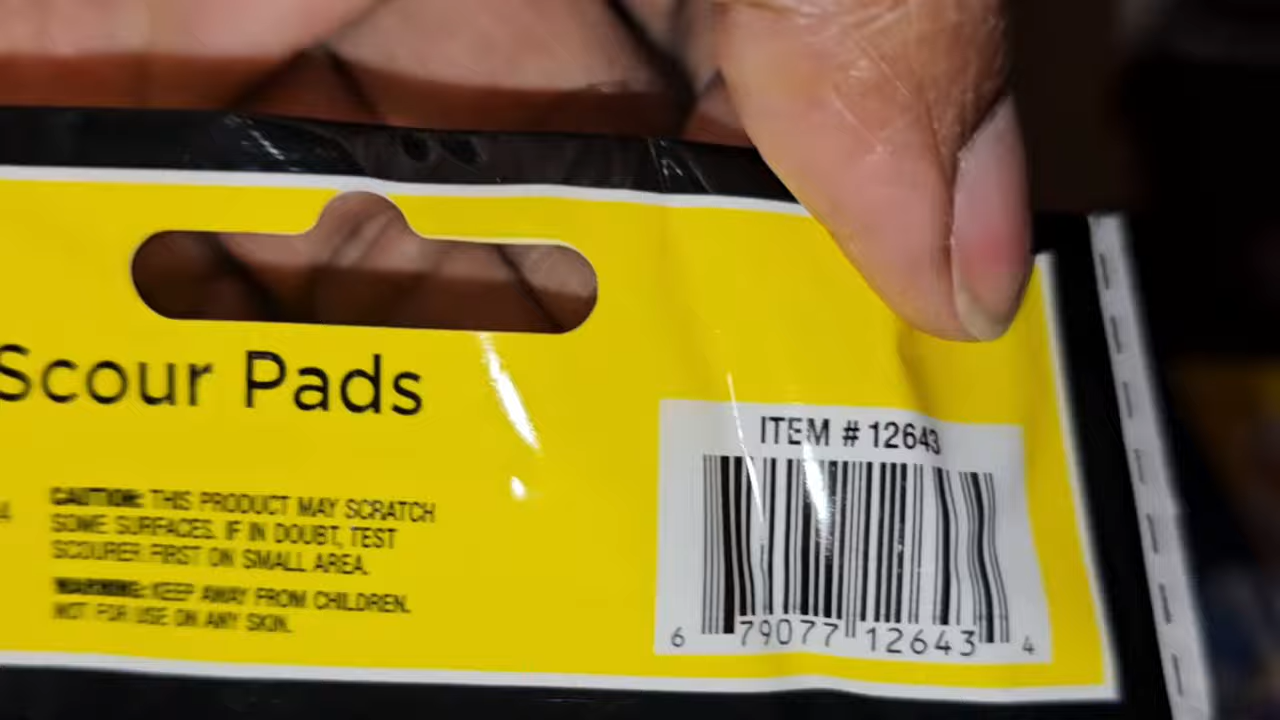 Scour Pads
ITEM # 12643
4
CAUTION: THIS PRODUCT MAY SCRATCH
SOME SURFACES. IF IN DOUBT, TEST
SCOURER FIRST ON SMALL AREA.
WARNING: KEEP AWAY FROM CHILDREN.
NOT FOR USE ON ANY SKIN.
6 79077 12643 4